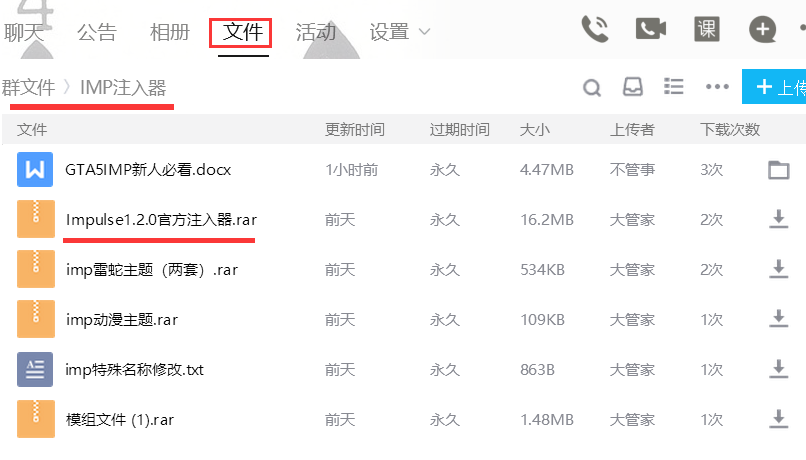 聊天 公告 相册 文件 活动 设置 课
群文件 〉IMP注入器 + 上传
文件 更新时间 过期时间 大小 上传者 下载次数
GTA5IMP新人必看.docx 1小时前 永久 4.47MB 不管事 3次
Impulse1.2.0官方注入器.rar 前天 永久 16.2MB 大管家 2次
imp雷蛇主题（两套）.rar 前天 永久 534KB 大管家 2次
imp动漫主题.rar 前天 永久 109KB 大管家 1次
imp特殊名称修改.txt 前天 永久 863B 大管家 1次
模组文件 (1).rar 前天 永久 1.48MB 大管家 1次